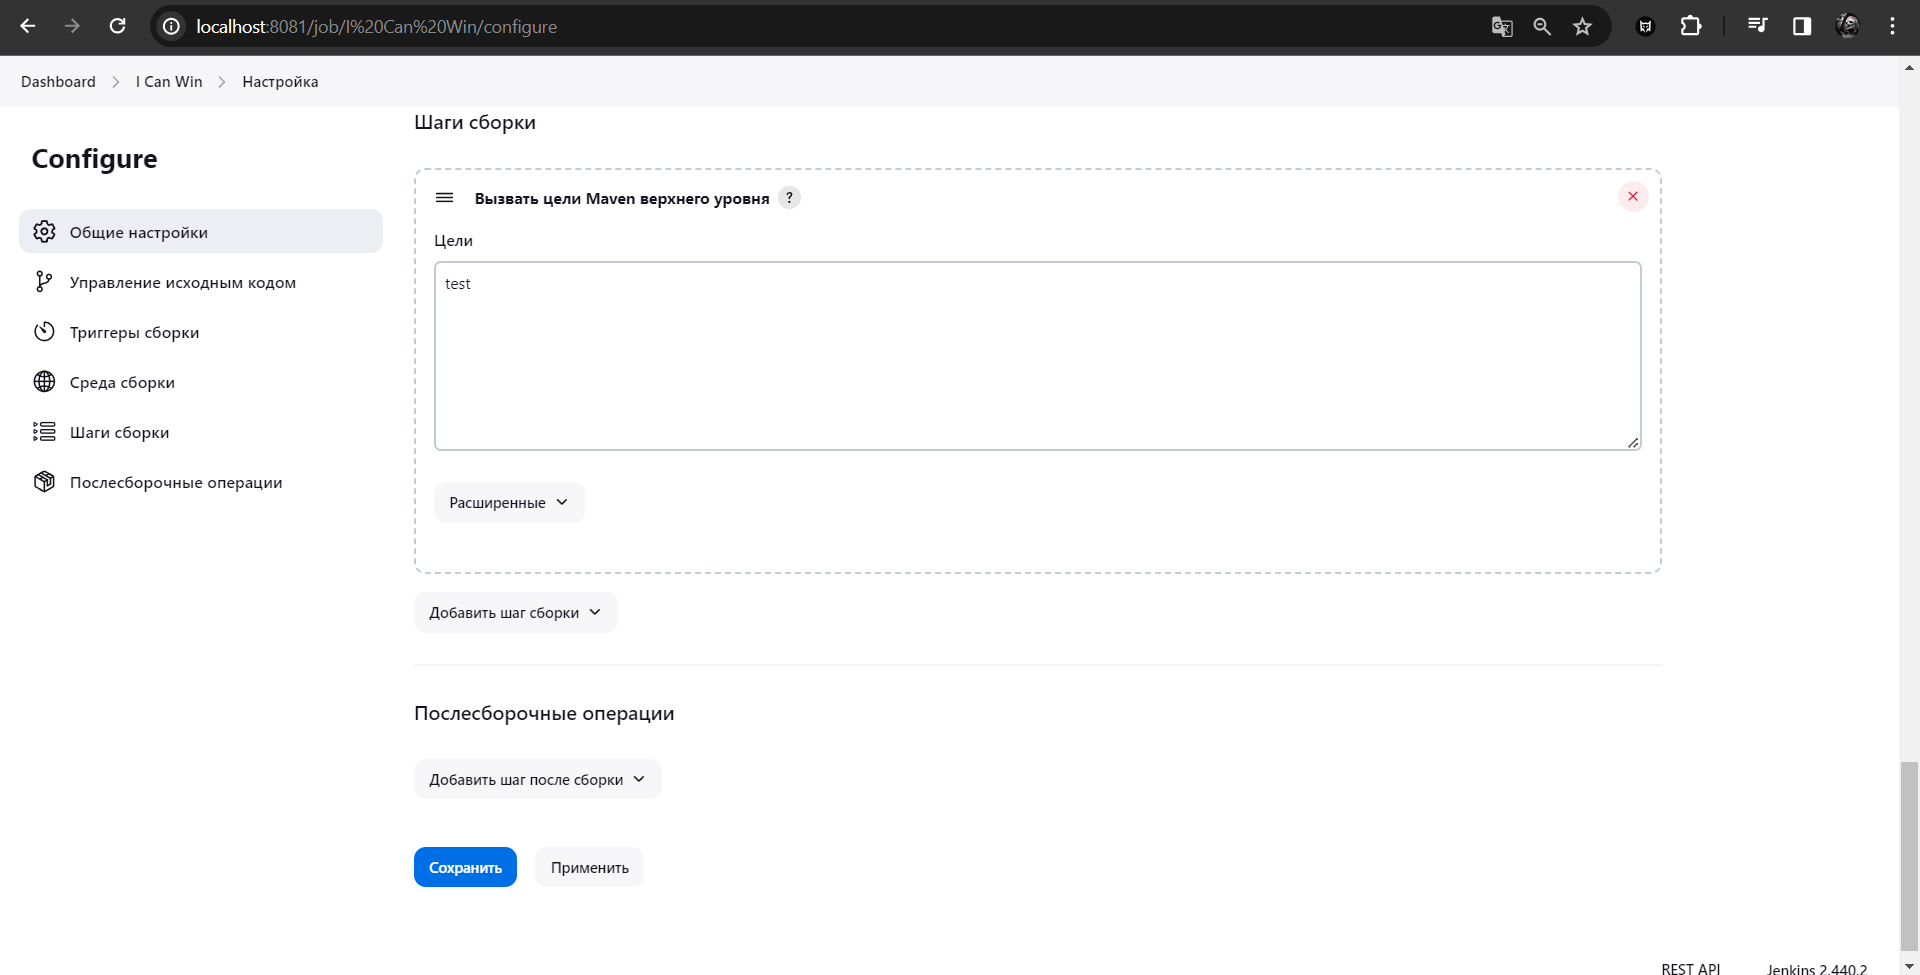 localhost:8081/job/I%20Can%20Win/configure
Dashboard
I Can Win
Настройка
Configure
Общие настройки
Управление исходным кодом
Триггеры сборки
Среда сборки
Шаги сборки
Послесборочные операции
Шаги сборки
Вызвать цели Maven верхнего уровня ?
Цели
test
Расширенные
Добавить шаг сборки
Послесборочные операции
Добавить шаг после сборки
Сохранить
Применить
REST API
Jenkins 2.440.2